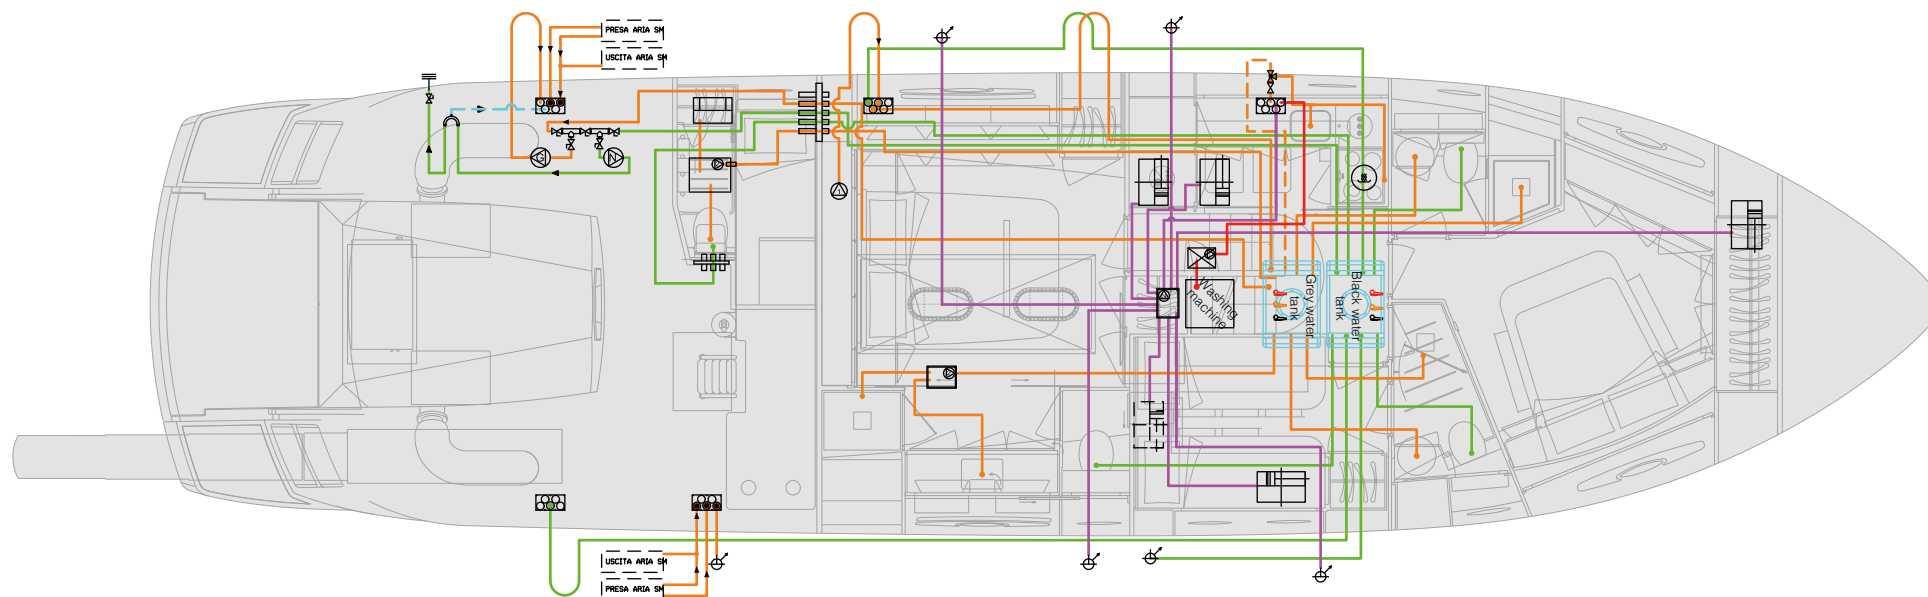 PRESA ARIA SM
USCITA ARIA SM
G
N
Washing
machine
Grey water
tank
Black water
tank
USCITA ARIA SM
PRESA ARIA SM